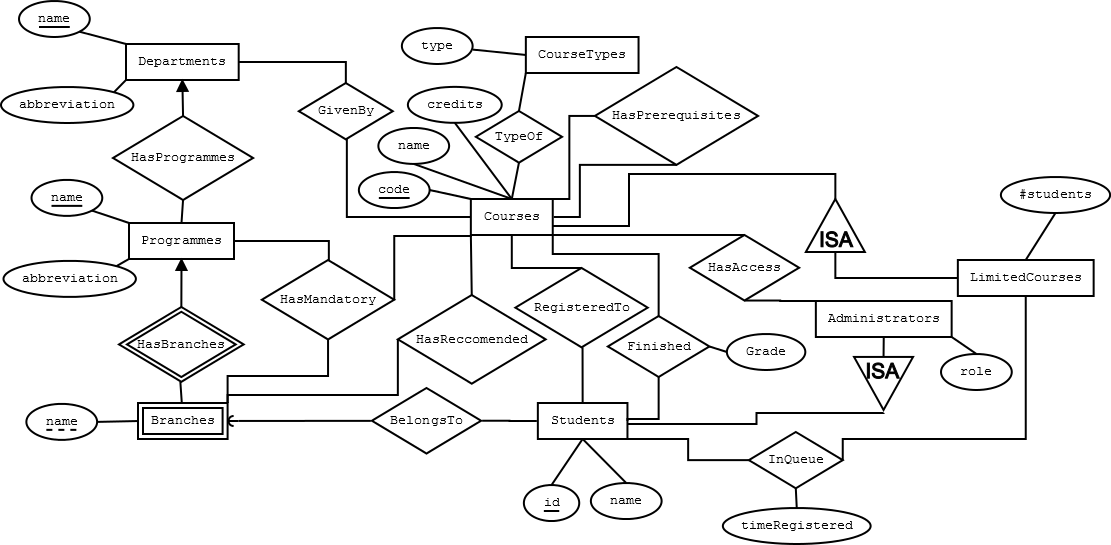 name
Departments
type
CourseTypes
abbreviation
GivenBy
credits
HasPrerequisites
TypeOf
name
HasProgrammes
code
name
#students
Programmes
Courses
ISA
abbreviation
HasAccess
LimitedCourses
HasMandatory
RegisteredTo
Administrators
HasBranches
HasReccomended
Finished
Grade
ISA
role
name
Branches
BelongsTo
Students
InQueue
id
name
timeRegistered